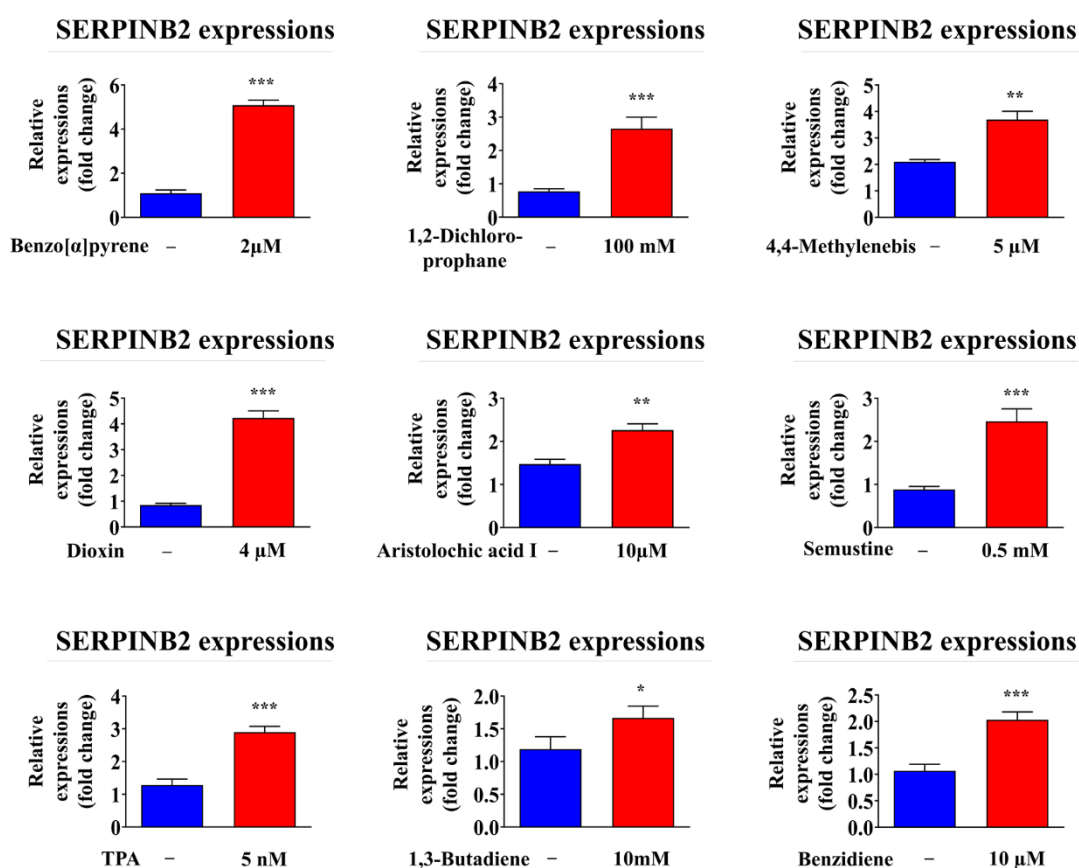 SERPINB2 expressions
SERPINB2 expressions
SERPINB2 expressions
Relative
expressions
(fold change)
6
4
2
0
***
Benzo[α]pyrene – 2μM
Relative
expressions
(fold change)
4
3
2
1
0
***
1,2-Dichloro-
prophane
– 100 mM
Relative
expressions
(fold change)
5
4
3
2
1
0
**
4,4-Methylenebis – 5 μM
SERPINB2 expressions
SERPINB2 expressions
SERPINB2 expressions
Relative
expressions
(fold change)
5
4
3
2
1
0
***
Dioxin – 4 μM
Relative
expressions
(fold change)
3
2
1
0
**
Aristolochic acid I – 10μM
Relative
expressions
(fold change)
3
2
1
0
***
Semustine – 0.5 mM
SERPINB2 expressions
SERPINB2 expressions
SERPINB2 expressions
Relative
expressions
(fold change)
4
3
2
1
0
***
TPA – 5 nM
Relative
expressions
(fold change)
2.0
1.5
1.0
0.5
0.0
*
1,3-Butadiene – 10mM
Relative
expressions
(fold change)
2.5
2.0
1.5
1.0
0.5
0.0
***
Benzidiene – 10 μM